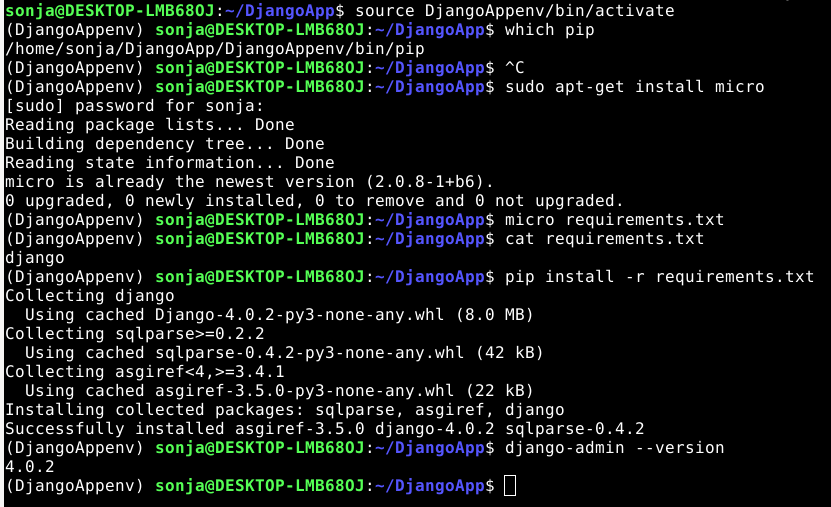 sonja@DESKTOP-LMB68OJ:~/DjangoApp$ source DjangoAppenv/bin/activate
(DjangoAppenv) sonja@DESKTOP-LMB68OJ:~/DjangoApp$ which pip
/home/sonja/DjangoApp/DjangoAppenv/bin/pip
(DjangoAppenv) sonja@DESKTOP-LMB68OJ:~/DjangoApp$ ^C
(DjangoAppenv) sonja@DESKTOP-LMB68OJ:~/DjangoApp$ sudo apt-get install micro
[sudo] password for sonja:
Reading package lists... Done
Building dependency tree... Done
Reading state information... Done
micro is already the newest version (2.0.8-1+b6).
0 upgraded, 0 newly installed, 0 to remove and 0 not upgraded.
(DjangoAppenv) sonja@DESKTOP-LMB68OJ:~/DjangoApp$ micro requirements.txt
(DjangoAppenv) sonja@DESKTOP-LMB68OJ:~/DjangoApp$ cat requirements.txt
django
(DjangoAppenv) sonja@DESKTOP-LMB68OJ:~/DjangoApp$ pip install -r requirements.txt
Collecting django
  Using cached Django-4.0.2-py3-none-any.whl (8.0 MB)
Collecting sqlparse>=0.2.2
  Using cached sqlparse-0.4.2-py3-none-any.whl (42 kB)
Collecting asgiref<4,>=3.4.1
  Using cached asgiref-3.5.0-py3-none-any.whl (22 kB)
Installing collected packages: sqlparse, asgiref, django
Successfully installed asgiref-3.5.0 django-4.0.2 sqlparse-0.4.2
(DjangoAppenv) sonja@DESKTOP-LMB68OJ:~/DjangoApp$ django-admin --version
4.0.2
(DjangoAppenv) sonja@DESKTOP-LMB68OJ:~/DjangoApp$